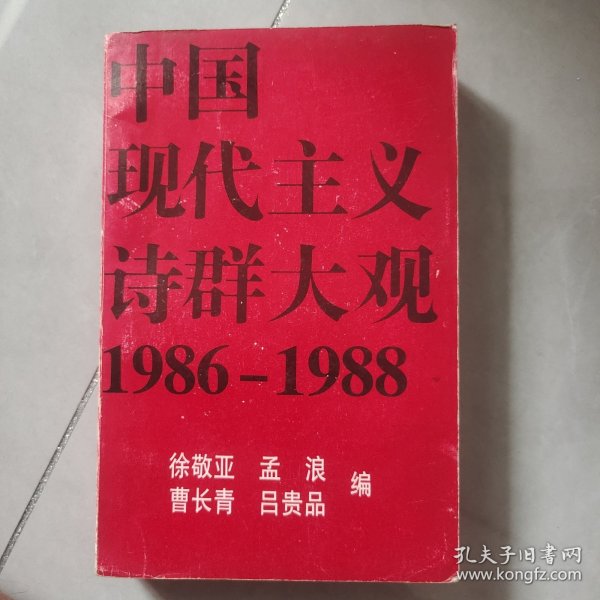 中国
现代主义
诗群大观
1986-1988
徐敬亚 孟浪
曹长青 吕贵品 编
孔夫子旧书网
www.kongfz.com